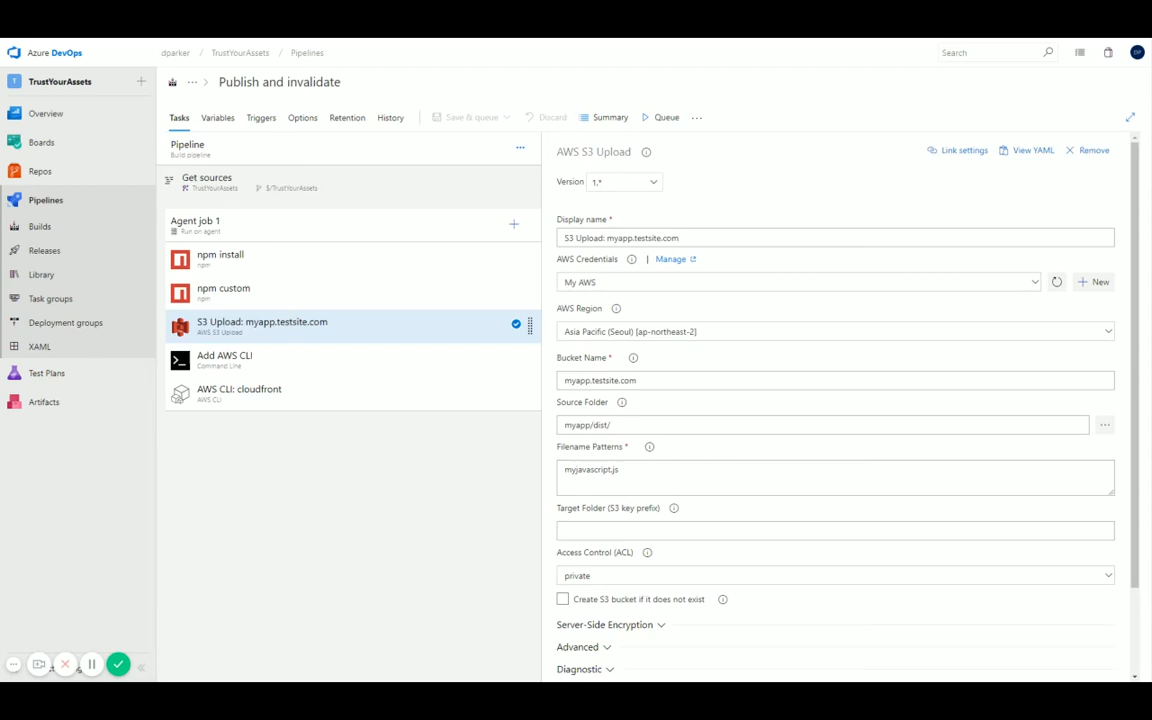 Azure DevOps
dparker / TrustYourAssets / Pipelines
Search
DP
T TrustYourAssets
Overview
Boards
Repos
Pipelines
Builds
Releases
Library
Task groups
Deployment groups
XAML
Test Plans
Artifacts
Publish and invalidate
Tasks Variables Triggers Options Retention History
Save & queue Discard Summary Queue
Pipeline
Build pipeline
Get sources
TrustYourAssets $/TrustYourAssets
Agent job 1
Run on agent
npm install
npm
npm custom
npm
S3 Upload: myapp.testsite.com
AWS S3 Upload
Add AWS CLI
Command Line
AWS CLI: cloudfront
AWS CLI
AWS S3 Upload
Link settings View YAML Remove
Version 1.*
Display name *
S3 Upload: myapp.testsite.com
AWS Credentials | Manage
My AWS
New
AWS Region
Asia Pacific (Seoul) [ap-northeast-2]
Bucket Name *
myapp.testsite.com
Source Folder
myapp/dist/
Filename Patterns *
myjavascript.js
Target Folder (S3 key prefix)
Access Control (ACL)
private
Create S3 bucket if it does not exist
Server-Side Encryption
Advanced
Diagnostic